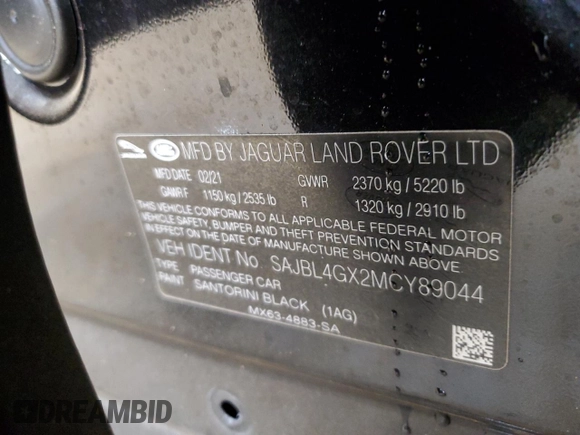 MFD BY JAGUAR LAND ROVER LTD
MFD DATE 02/21 GVWR 2370 kg / 5220 lb
GAWR F 1150 kg / 2535 lb R 1320 kg / 2910 lb
THIS VEHICLE CONFORMS TO ALL APPLICABLE FEDERAL MOTOR
VEHICLE SAFETY, BUMPER AND THEFT PREVENTION STANDARDS
IN EFFECT ON THE DATE OF MANUFACTURE SHOWN ABOVE
VEH IDENT No SAJBL4GX2MCY89044
TYPE PASSENGER CAR
PAINT SANTORINI BLACK (1AG)
MX63-4883-SA
DREAMBID